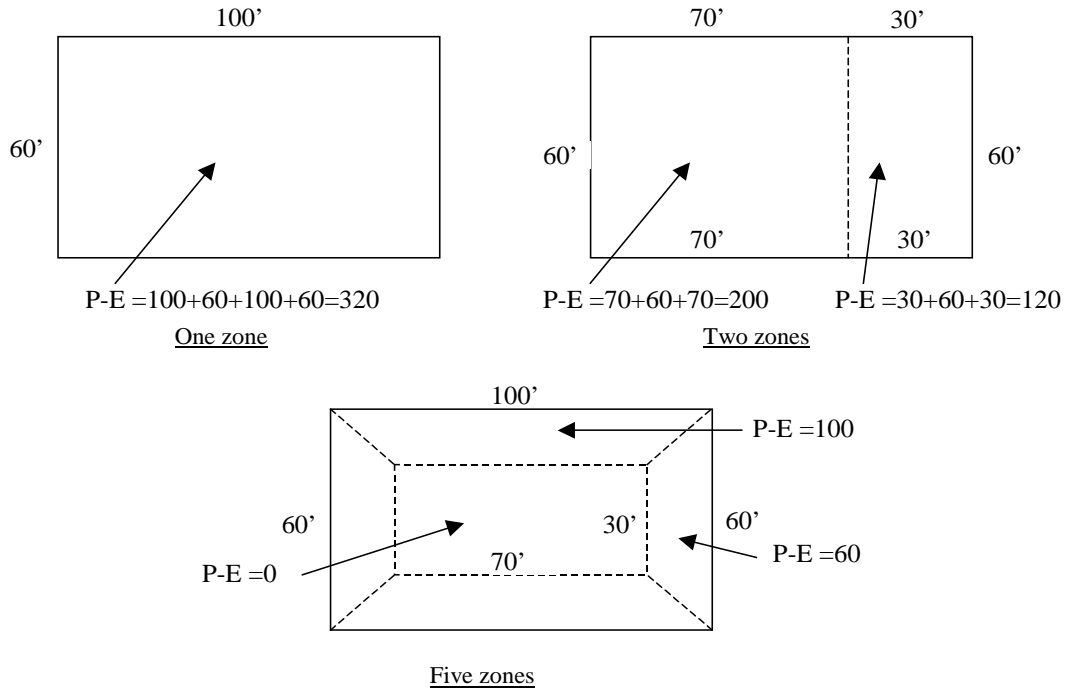 100’
70’ 30’
60’ 60’ 60’
70’ 30’
P-E =100+60+100+60=320 P-E =70+60+70=200 P-E =30+60+30=120
One zone Two zones
100’
P-E =100
60’ 30’ 60’
P-E =60
70’
P-E =0
Five zones